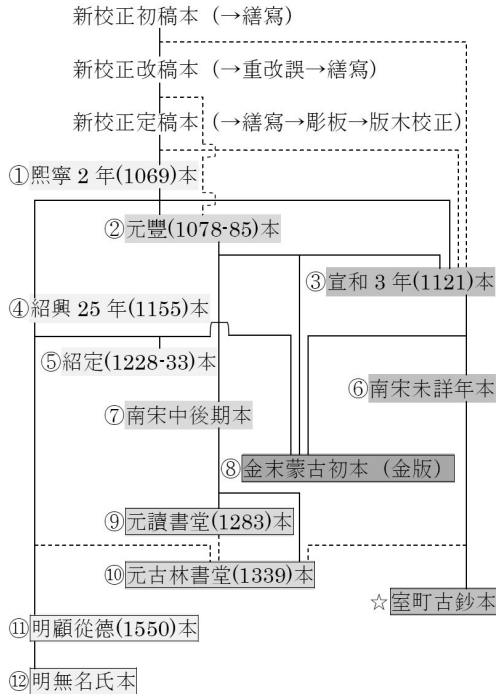 新校正初稿本 (→繕寫)
新校正改稿本 (→重改誤→繕寫)
新校正定稿本 (→繕寫→彫板→版木校正)
①熙寧 2 年(1069)本
②元豐(1078-85)本
③宣和 3 年(1121)本
④紹興 25 年(1155)本
⑤紹定(1228-33)本
⑥南宋未詳年本
⑦南宋中後期本
⑧金末蒙古初本 (金版)
⑨元讀書堂(1283)本
⑩元古林書堂(1339)本
☆室町古鈔本
⑪明顧從德(1550)本
⑫明無名氏本